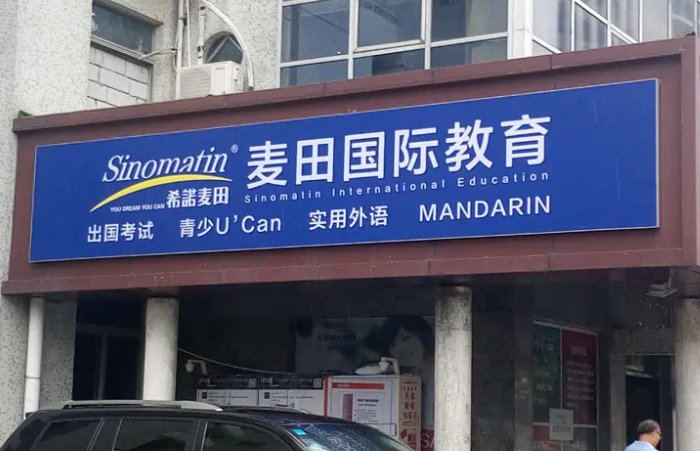 Sinomatin®
YOU DREAM YOU CAN 希諾麦田
麦田国际教育
Sinomatin International Education
出国考试 青少U'Can 实用外语 MANDARIN